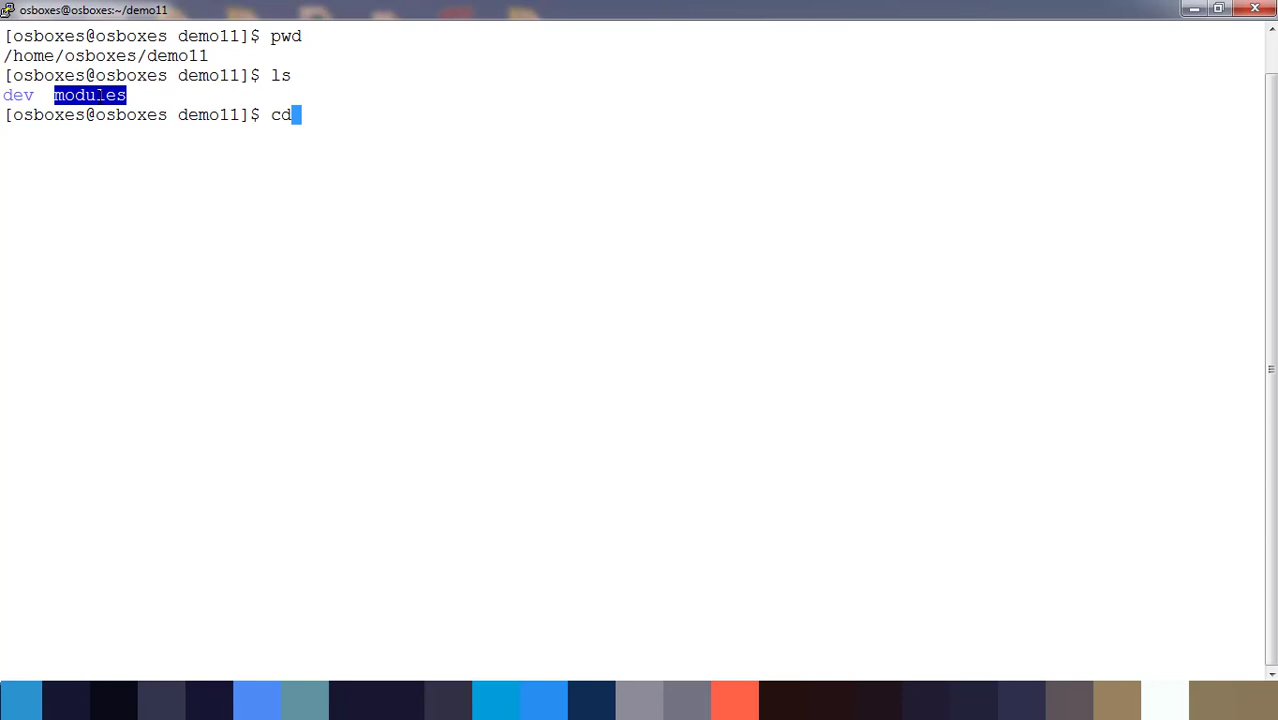 osboxes@osboxes:~/demo11
[osboxes@osboxes demo11]$ pwd
/home/osboxes/demo11
[osboxes@osboxes demo11]$ ls
dev  modules
[osboxes@osboxes demo11]$ cd